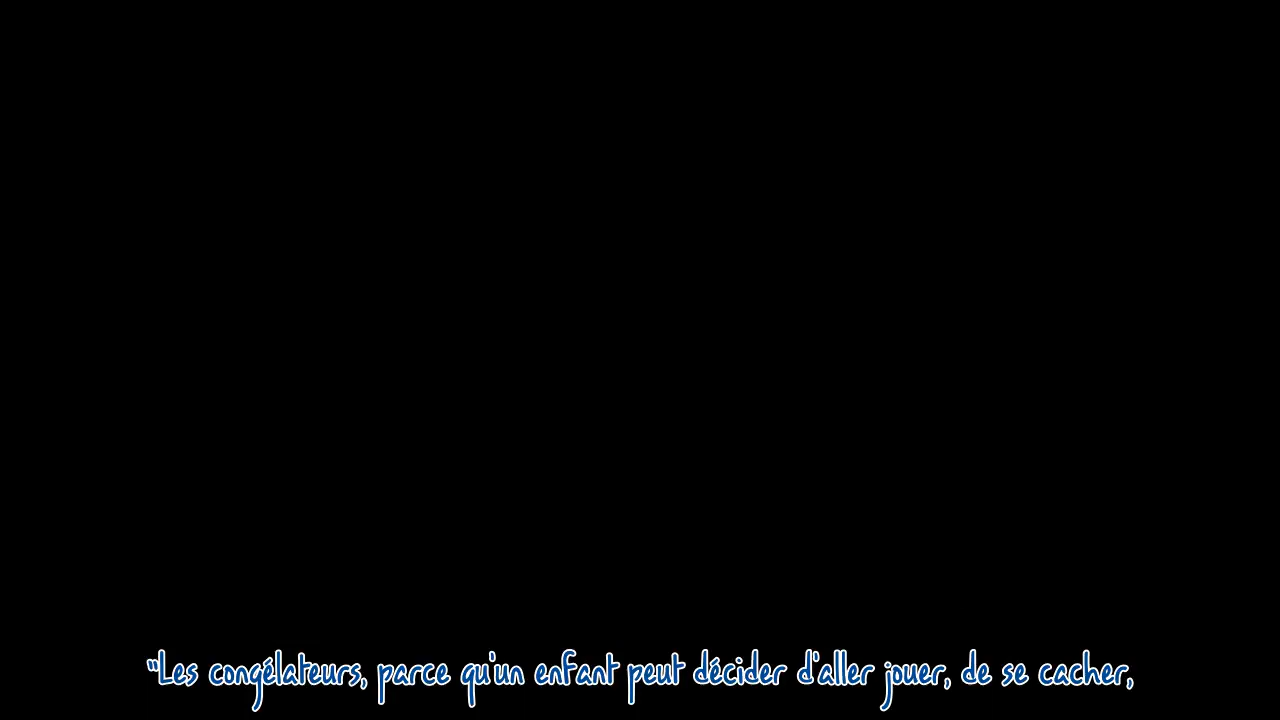 "Les congélateurs, parce qu'un enfant peut décider d'aller jouer, de se cacher,